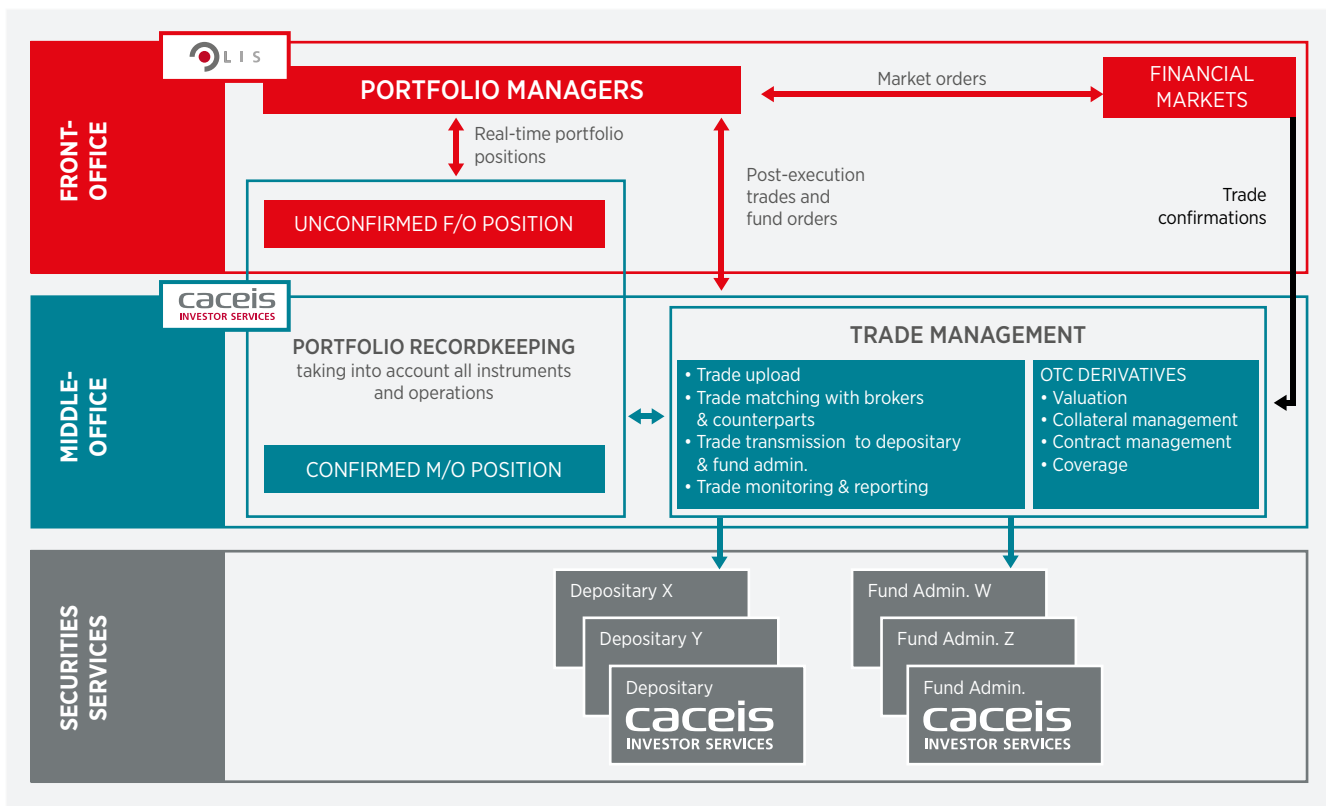 LIS
PORTFOLIO MANAGERS
Market orders
FINANCIAL
MARKETS
FRONT-
OFFICE
Real-time portfolio
positions
Post-execution
trades and
fund orders
Trade
confirmations
UNCONFIRMED F/O POSITION
caceis
INVESTOR SERVICES
MIDDLE-
OFFICE
PORTFOLIO RECORDKEEPING
taking into account all instruments
and operations
CONFIRMED M/O POSITION
TRADE MANAGEMENT
• Trade upload
• Trade matching with brokers
& counterparts
• Trade transmission to depositary
& fund admin.
• Trade monitoring & reporting
OTC DERIVATIVES
• Valuation
• Collateral management
• Contract management
• Coverage
SECURITIES
SERVICES
Depositary X
Depositary Y
Depositary
caceis
INVESTOR SERVICES
Fund Admin. W
Fund Admin. Z
Fund Admin.
caceis
INVESTOR SERVICES